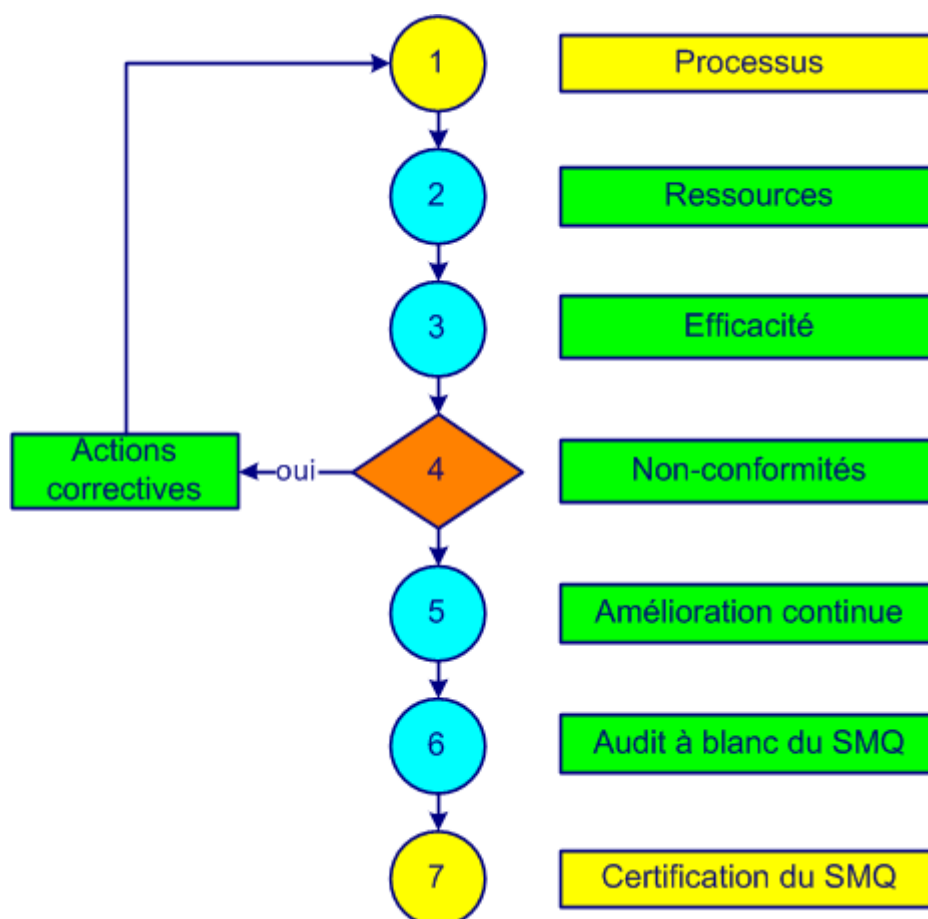 1
Processus
2
Ressources
3
Efficacité
Actions
correctives
oui
4
Non-conformités
5
Amélioration continue
6
Audit à blanc du SMQ
7
Certification du SMQ